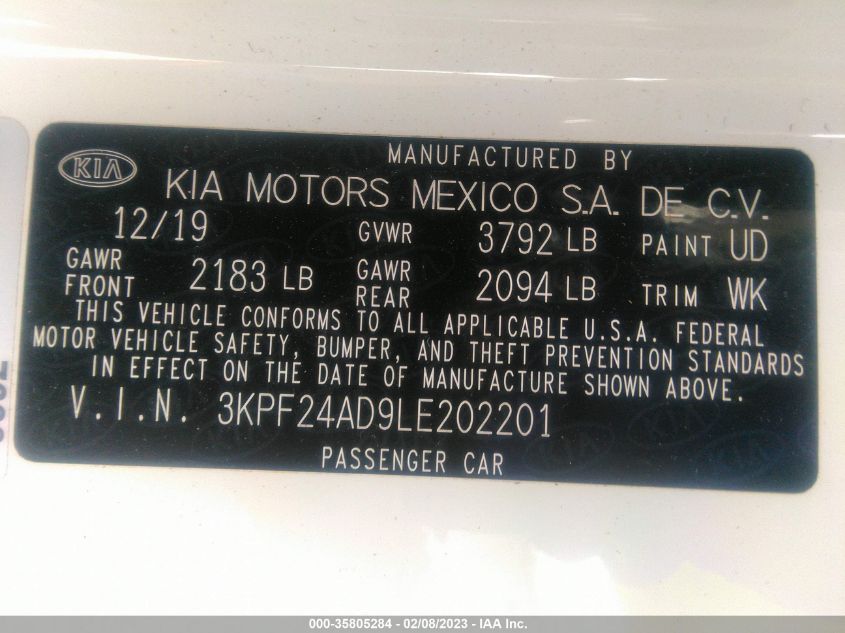 MANUFACTURED BY
KIA
KIA MOTORS MEXICO S.A. DE C.V.
12/19 GVWR 3792 LB PAINT UD
GAWR FRONT 2183 LB GAWR REAR 2094 LB TRIM WK
THIS VEHICLE CONFORMS TO ALL APPLICABLE U.S.A. FEDERAL
MOTOR VEHICLE SAFETY, BUMPER, AND THEFT PREVENTION STANDARDS
IN EFFECT ON THE DATE OF MANUFACTURE SHOWN ABOVE.
V.I.N. 3KPF24AD9LE202201
PASSENGER CAR
000-35805284 - 02/08/2023 - IAA Inc.